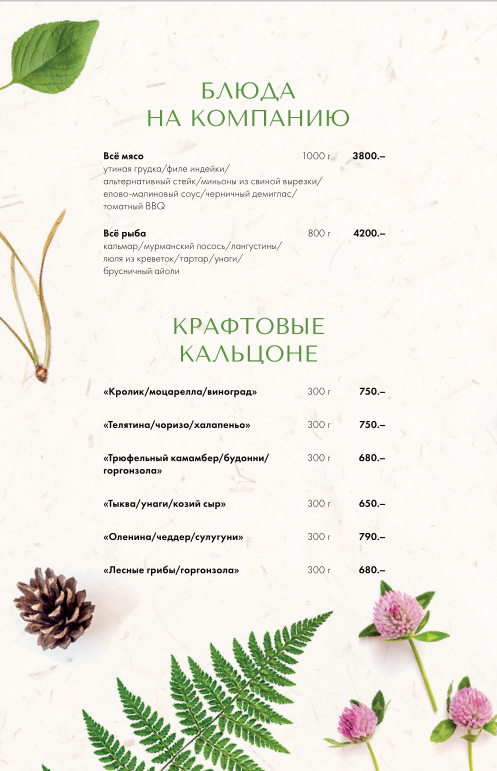 БЛЮДА
НА КОМПАНИЮ
Всё мясо 1000 г. 3800.–
утиная грудка/филе индейки/
альтернативный стейк/миньоны из свиной вырезки/
елово-малиновый соус/черничный демиглас/
томатный BBQ
Всё рыба 800 г 4200.–
кальмар/мурманский лосось/лангустины/
люля из креветок/тартар/унаги/
брусничный айоли
КРАФТОВЫЕ
КАЛЬЦОНЕ
«Кролик/моцарелла/виноград» 300 г 750.–
«Телятина/чоризо/халапеньо» 300 г 750.–
«Трюфельный камамбер/будонни/ 300 г 680.–
горгонзола»
«Тыква/унаги/козий сыр» 300 г 650.–
«Оленина/чеддер/сулугуни» 300 г 790.–
«Лесные грибы/горгонзола» 300 г 680.–